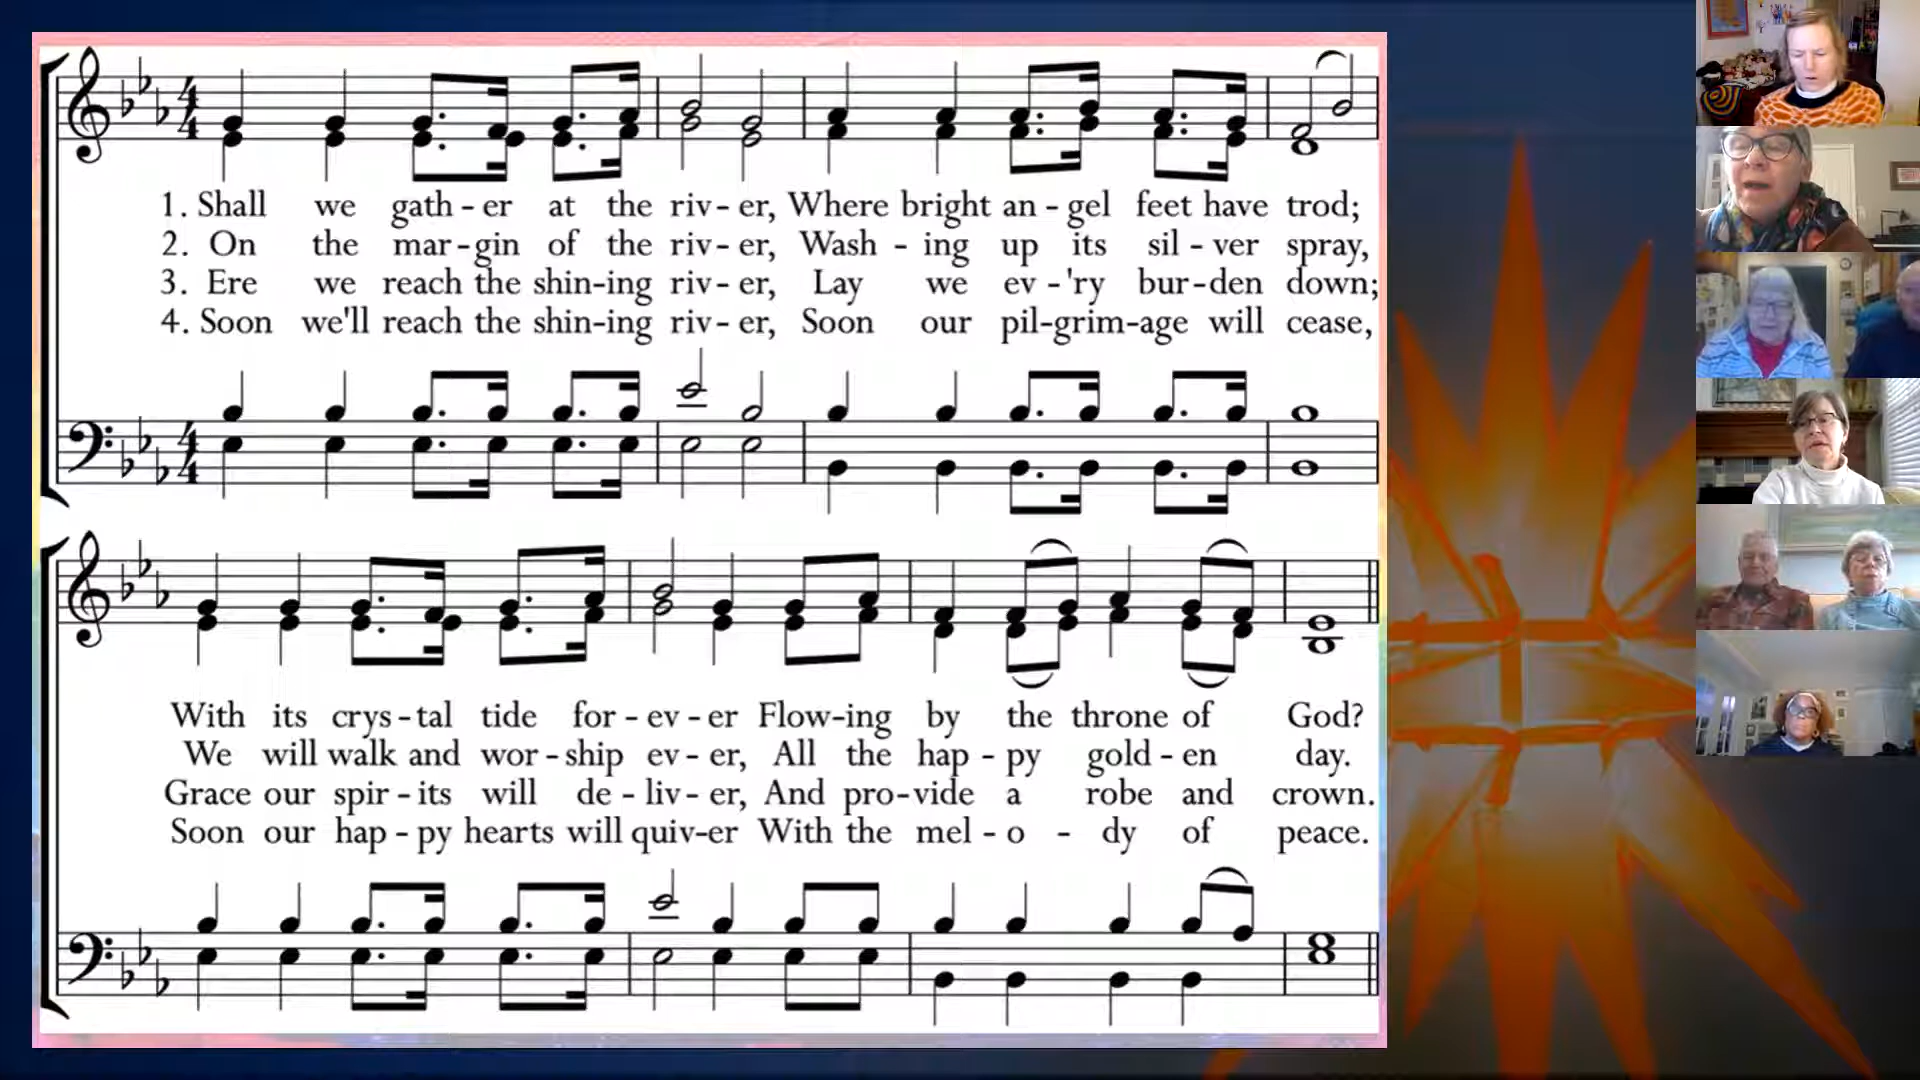 1. Shall we gath - er at the riv - er, Where bright an - gel feet have trod;
2. On the mar - gin of the riv - er, Wash - ing up its sil - ver spray,
3. Ere we reach the shin - ing riv - er, Lay we ev - 'ry bur - den down;
4. Soon we'll reach the shin - ing riv - er, Soon our pil - grim - age will cease,
With its crys - tal tide for - ev - er Flow - ing by the throne of God?
We will walk and wor - ship ev - er, All the hap - py gold - en day.
Grace our spir - its will de - liv - er, And pro - vide a robe and crown.
Soon our hap - py hearts will quiv - er With the mel - o - dy of peace.